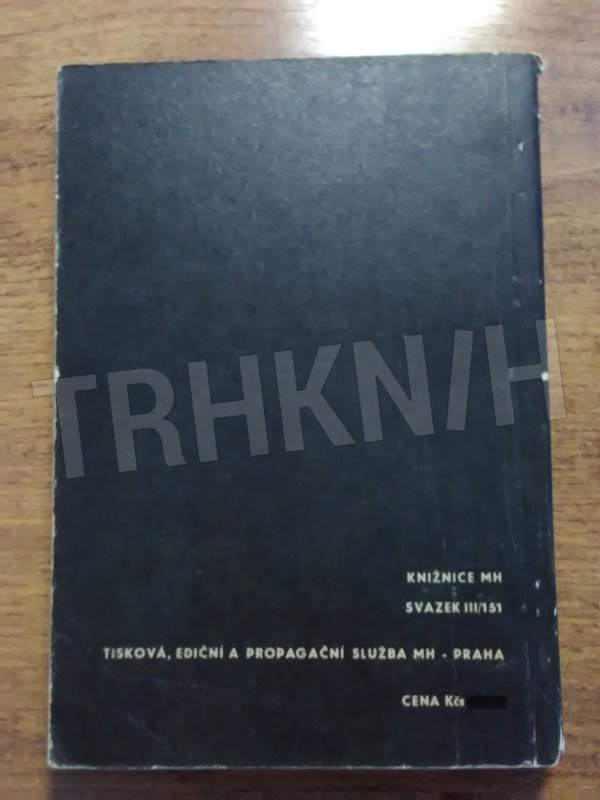 TRHKNIH
KNIŽNICE MH
SVAZEK III/151
TISKOVÁ, EDIČNÍ A PROPAGAČNÍ SLUŽBA MH - PRAHA
CENA Kčs